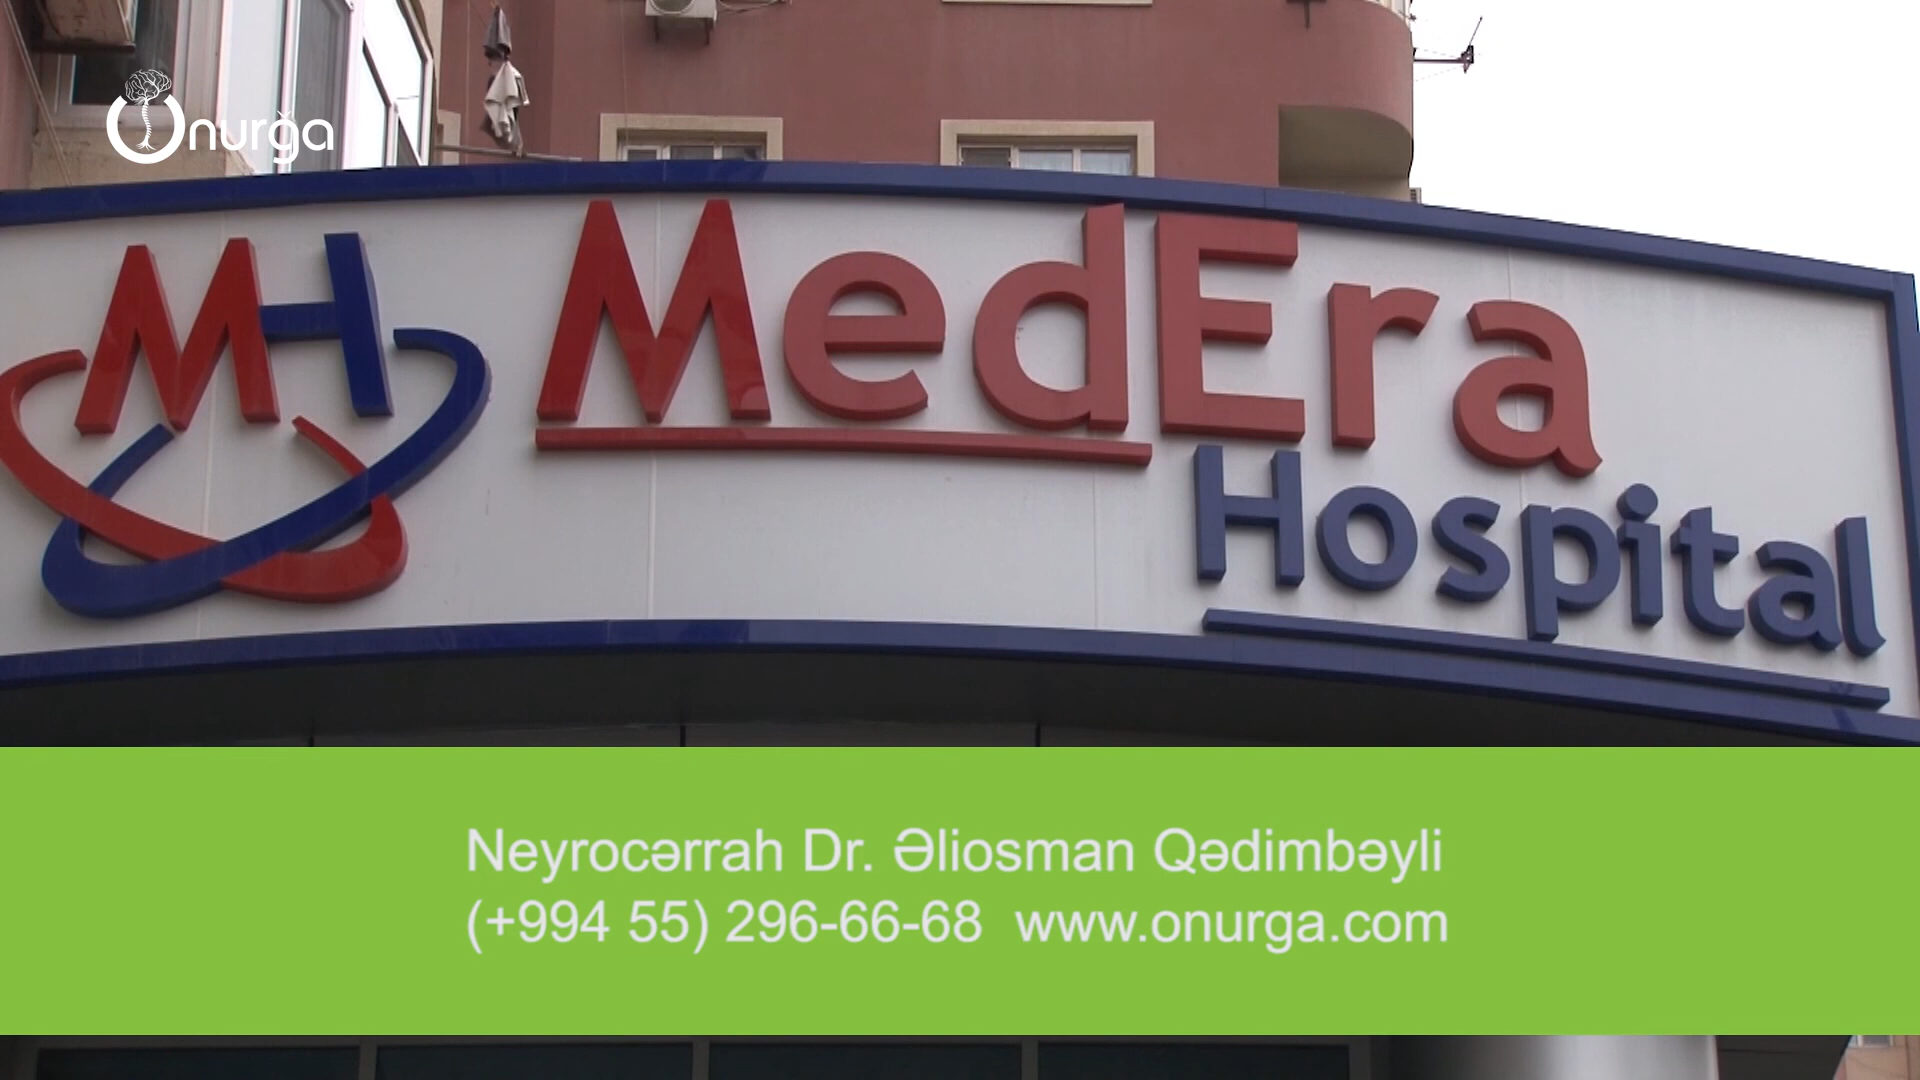 Onurğa
MH
MedEra
Hospital
Neyrocərrah Dr. Əliosman Qədimbəyli
(+994 55) 296-66-68 www.onurga.com